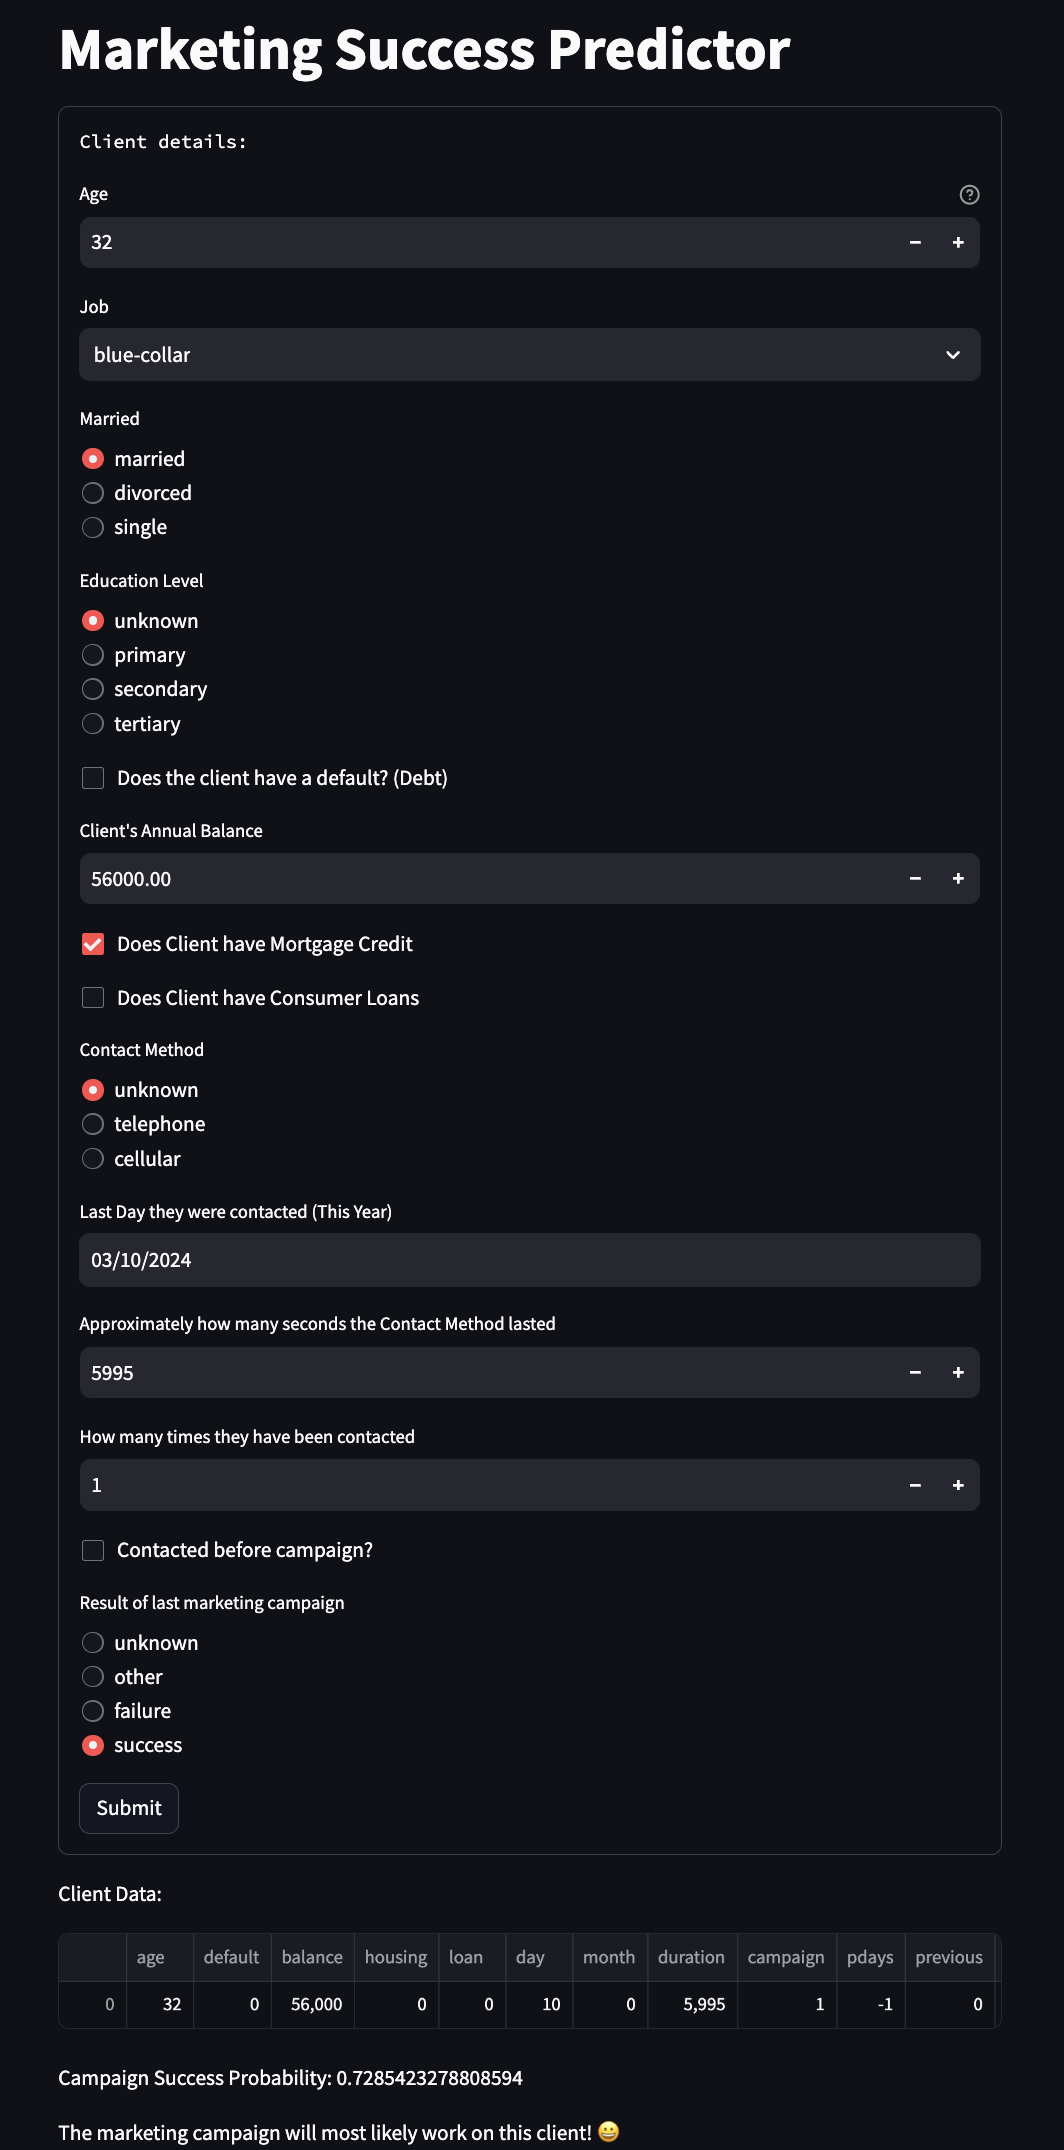 Marketing Success Predictor
Client details:
Age
32
Job
blue-collar
Married
married
divorced
single
Education Level
unknown
primary
secondary
tertiary
Does the client have a default? (Debt)
Client's Annual Balance
56000.00
Does Client have Mortgage Credit
Does Client have Consumer Loans
Contact Method
unknown
telephone
cellular
Last Day they were contacted (This Year)
03/10/2024
Approximately how many seconds the Contact Method lasted
5995
How many times they have been contacted
1
Contacted before campaign?
Result of last marketing campaign
unknown
other
failure
success
Submit
Client Data:
age default balance housing loan day month duration campaign pdays previous
0 32 0 56,000 0 0 10 0 5,995 1 -1 0
Campaign Success Probability: 0.7285423278808594
The marketing campaign will most likely work on this client! 😀